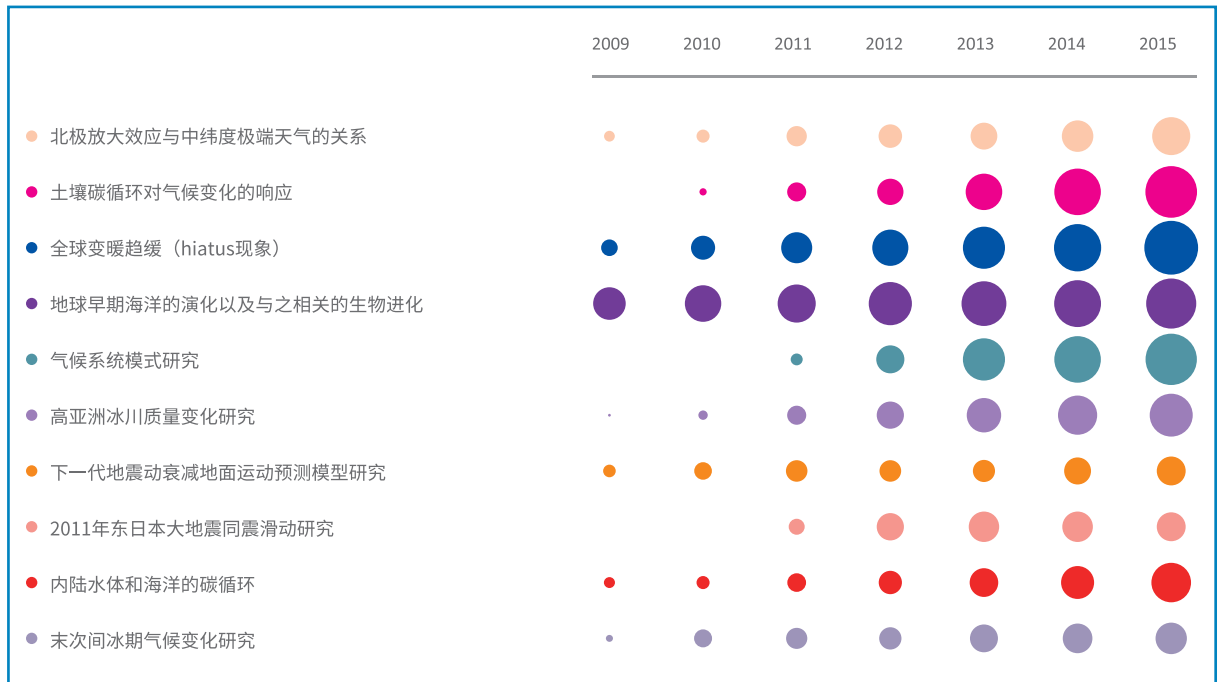 2009 2010 2011 2012 2013 2014 2015
北极放大效应与中纬度极端天气的关系
土壤碳循环对气候变化的响应
全球变暖趋缓（hiatus现象）
地球早期海洋的演化以及与之相关的生物进化
气候系统模式研究
高亚洲冰川质量变化研究
下一代地震动衰减地面运动预测模型研究
2011年东日本大地震同震滑动研究
内陆水体和海洋的碳循环
末次间冰期气候变化研究